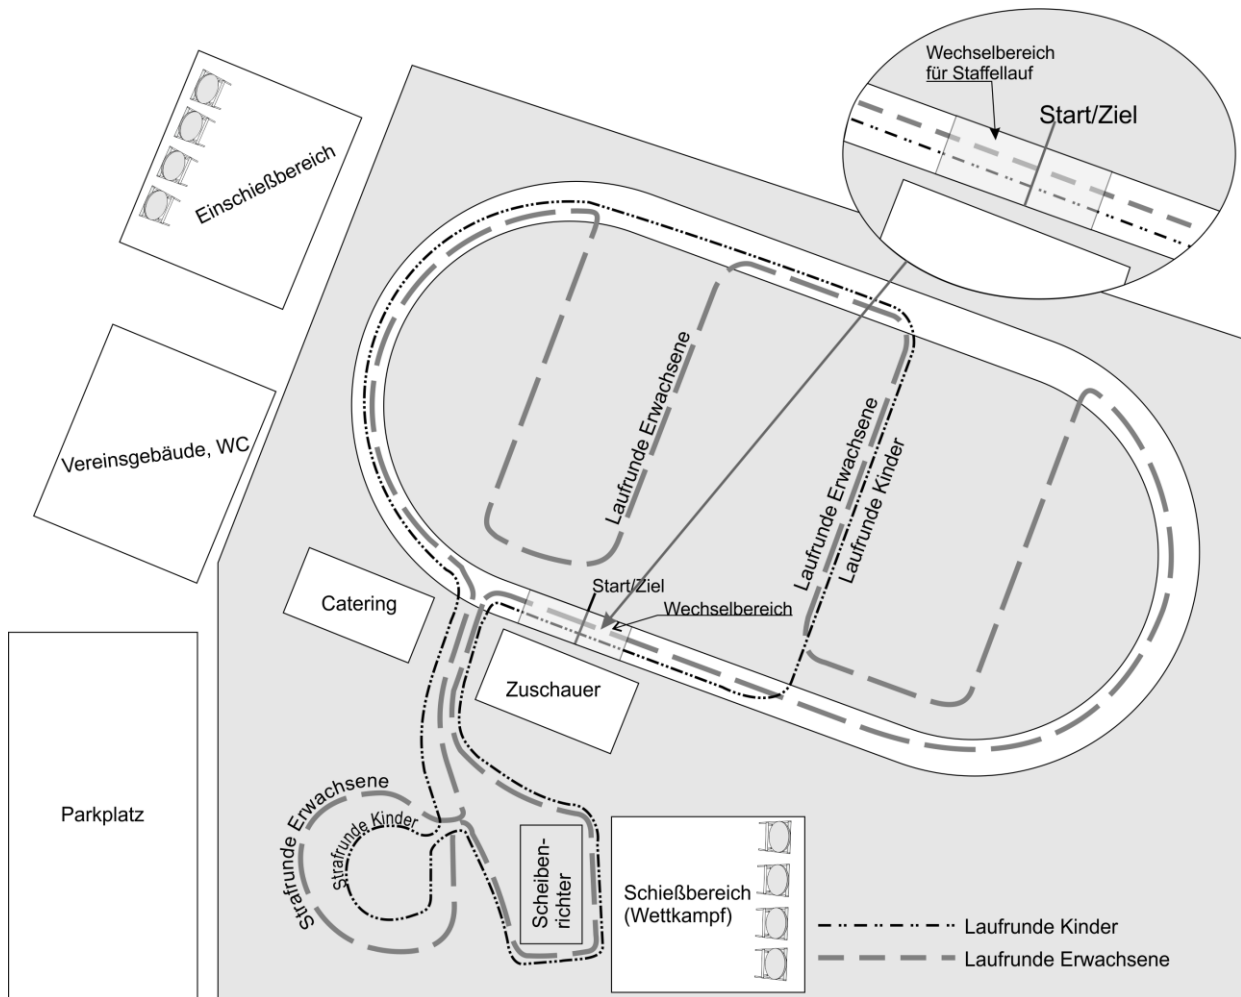 Wechselbereich
für Staffellauf
Start/Ziel
Einschießbereich
Vereinsgebäude, WC
Laufrunde Erwachsene
Laufrunde Erwachsene
Laufrunde Kinder
Catering
Start/Ziel
Wechselbereich
Zuschauer
Parkplatz
Strafrunde Erwachsene
Strafrunde Kinder
Scheiben-
richter
Schießbereich
(Wettkampf)
Laufrunde Kinder
Laufrunde Erwachsene